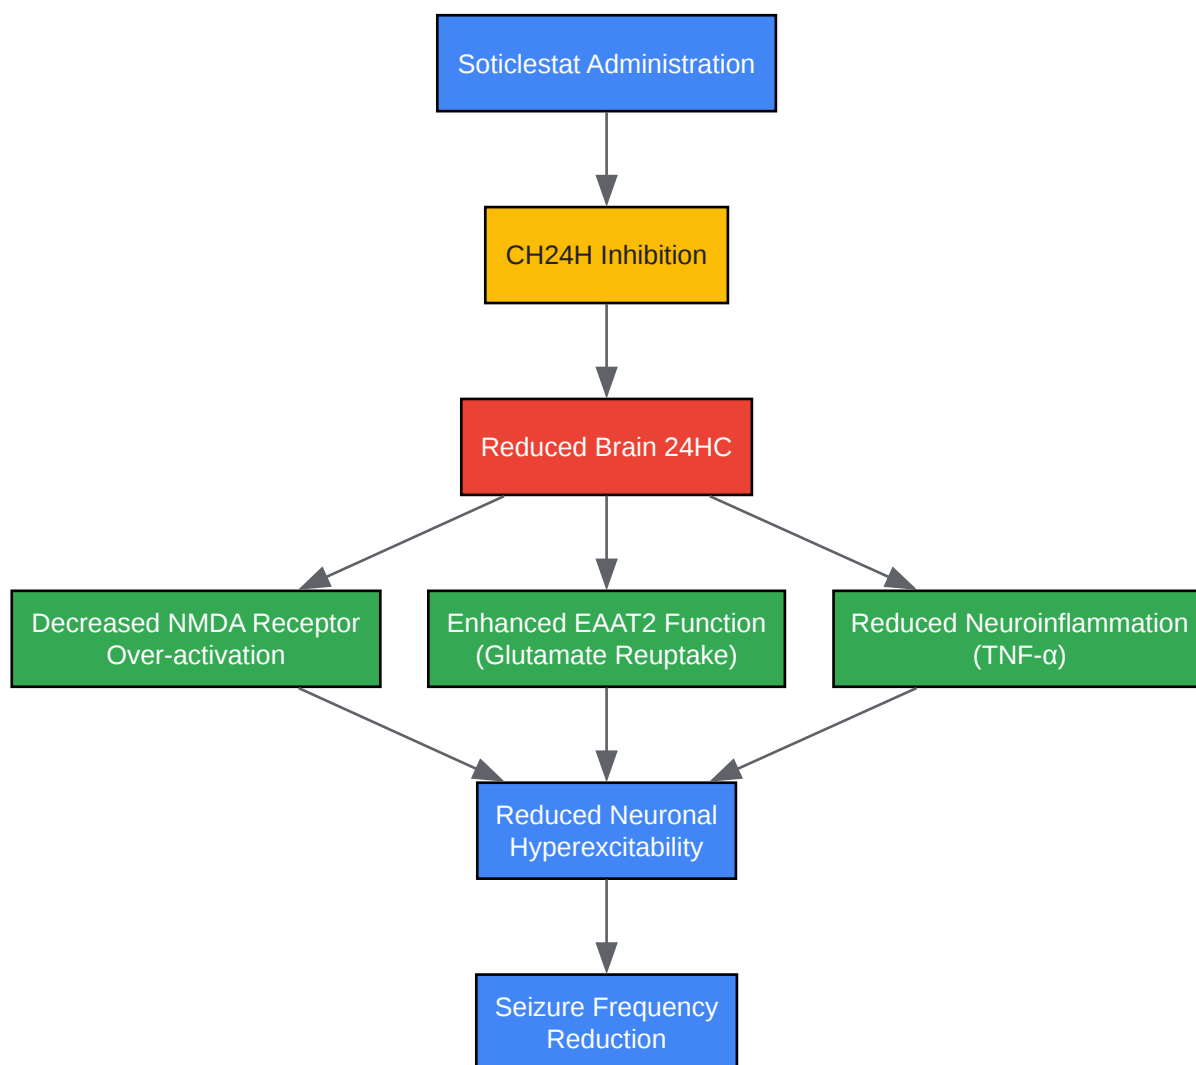 Soticlestat Administration
CH24H Inhibition
Reduced Brain 24HC
Decreased NMDA Receptor
Over-activation
Enhanced EAAT2 Function
(Glutamate Reuptake)
Reduced Neuroinflammation
(TNF-α)
Reduced Neuronal
Hyperexcitability
Seizure Frequency
Reduction